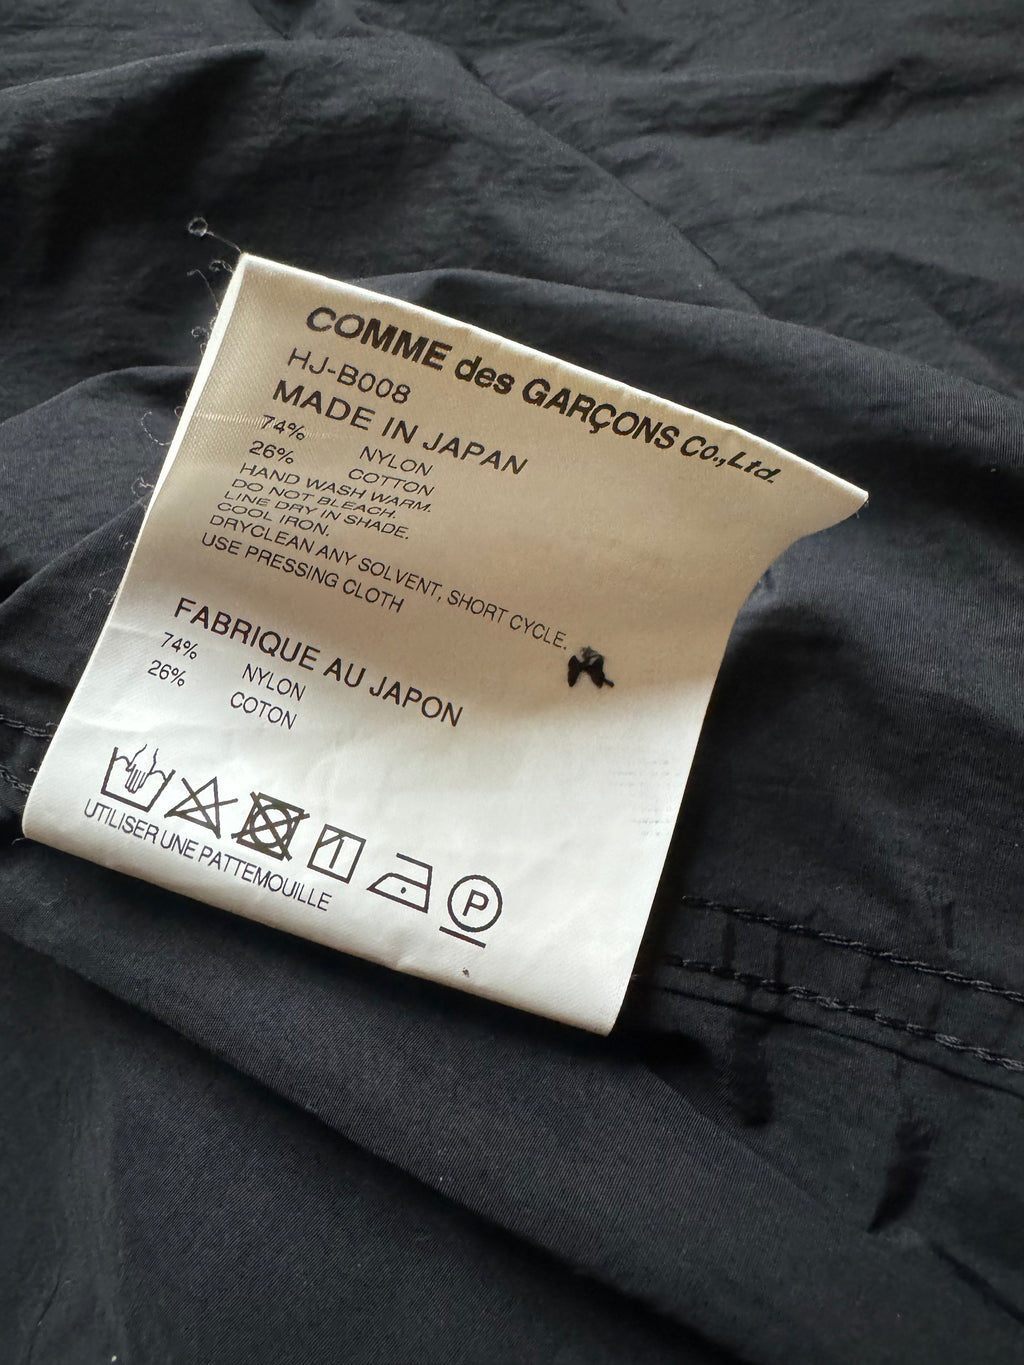 COMME des GARÇONS Co.,Ltd.
HJ-B008
MADE IN JAPAN
74% NYLON
26% COTTON
HAND WASH WARM.
DO NOT BLEACH.
LINE DRY IN SHADE.
COOL IRON.
DRYCLEAN ANY SOLVENT, SHORT CYCLE.
USE PRESSING CLOTH
FABRIQUE AU JAPON
74% NYLON
26% COTON
P
UTILISER UNE PATTEMOUILLE